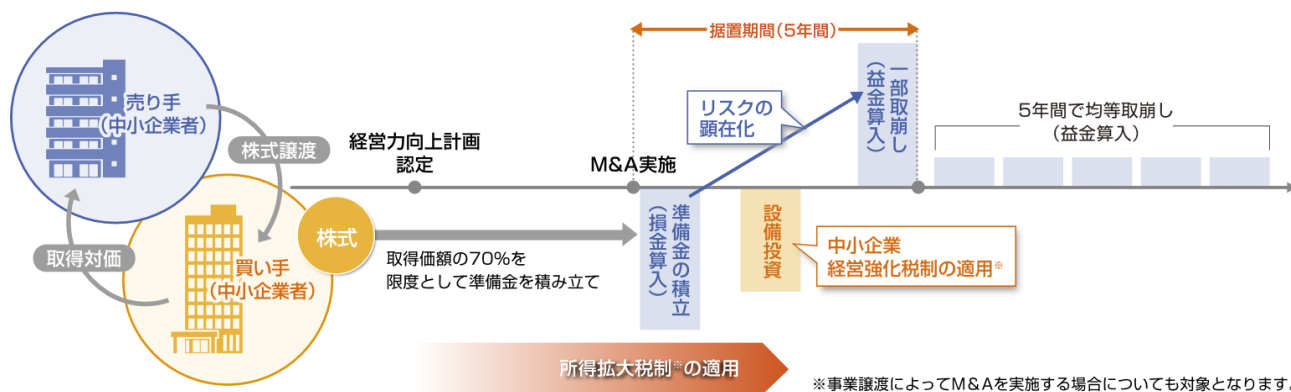 売り手
(中小企業者)
株式譲渡
取得対価
買い手
(中小企業者)
株式
経営力向上計画
認定
M&A実施
取得価額の70%を
限度として準備金を積み立て
据置期間(5年間)
リスクの
顕在化
準備金の積立
(損金算入)
設備投資
中小企業
経営強化税制の適用※
一部取崩し
(益金算入)
5年間で均等取崩し
(益金算入)
所得拡大税制※の適用
※事業譲渡によってM&Aを実施する場合についても対象となります。